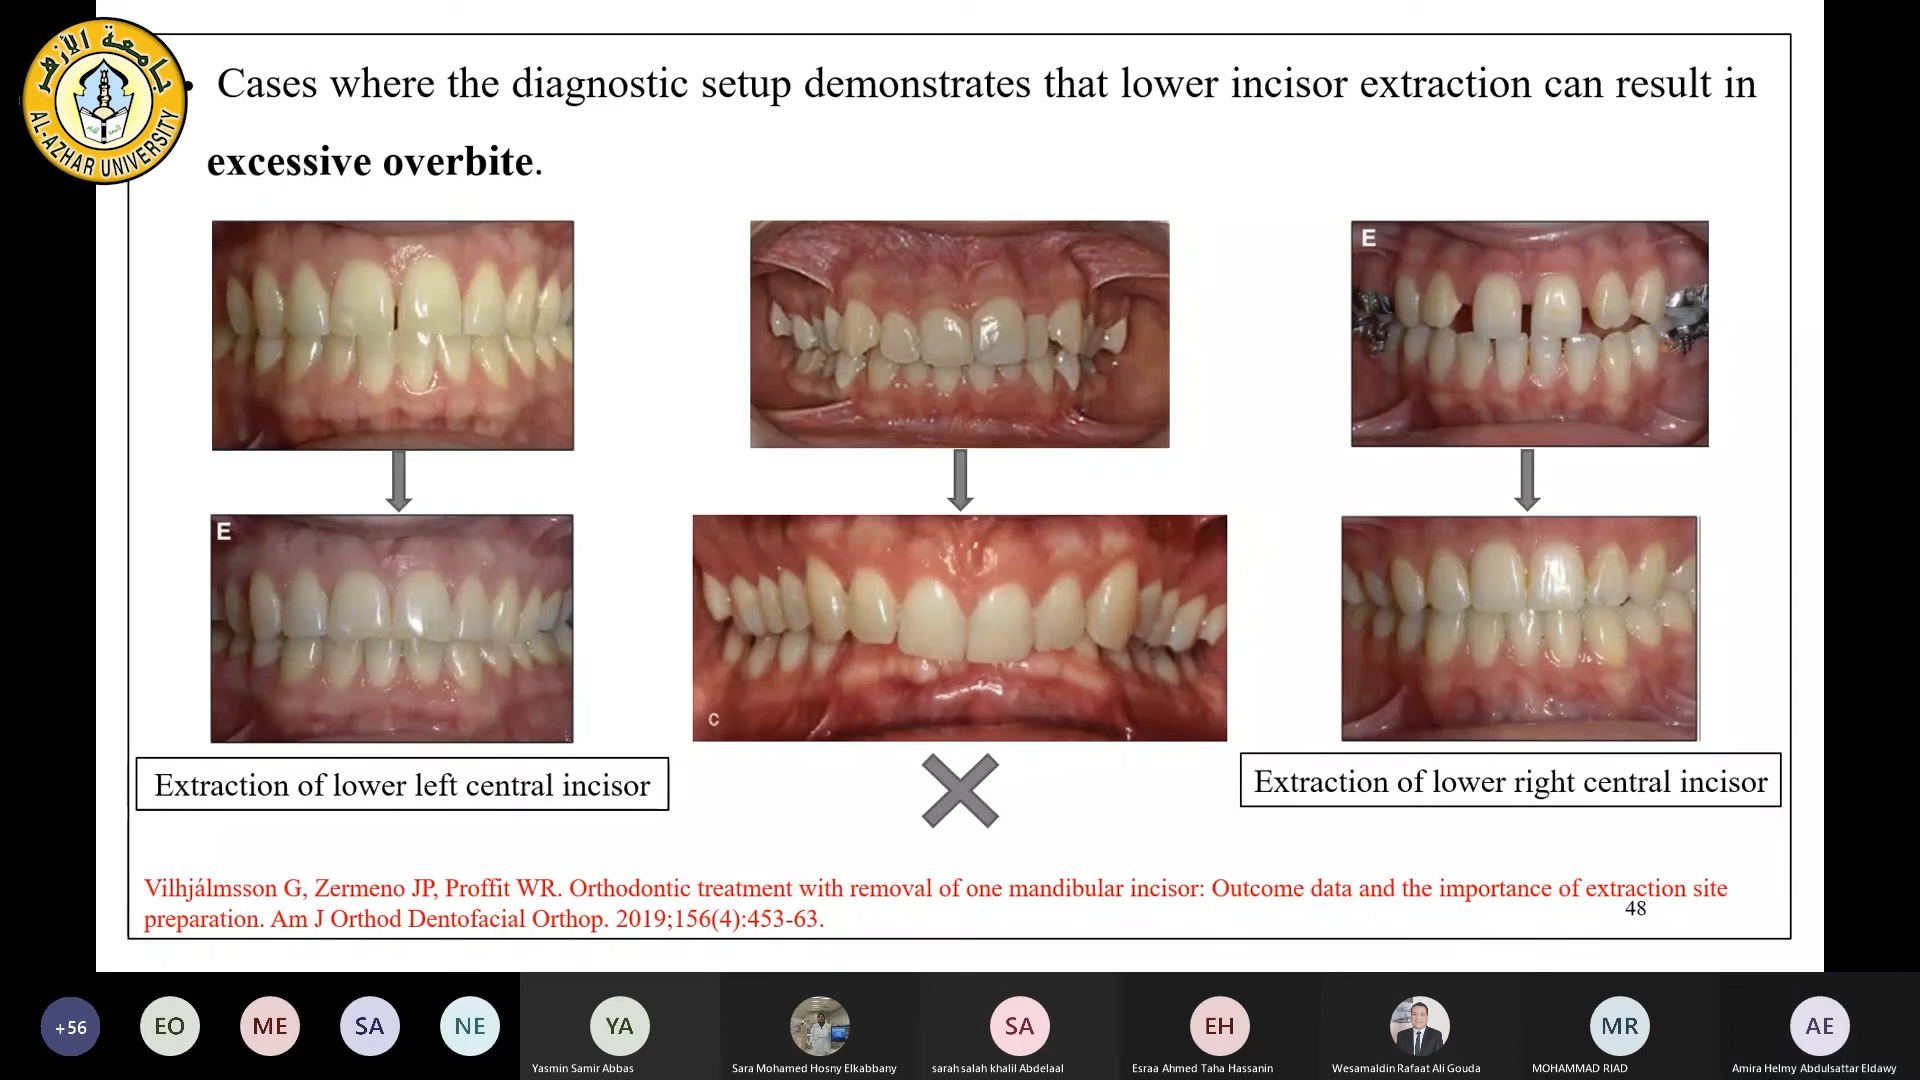 جامعة الأزهر
AL-AZHAR UNIVERSITY
• Cases where the diagnostic setup demonstrates that lower incisor extraction can result in
excessive overbite.
E
E
C
Extraction of lower left central incisor
Extraction of lower right central incisor
Vilhjálmsson G, Zermeno JP, Proffit WR. Orthodontic treatment with removal of one mandibular incisor: Outcome data and the importance of extraction site
preparation. Am J Orthod Dentofacial Orthop. 2019;156(4):453-63.
48
+56
EO
ME
SA
NE
YA
SA
EH
MR
AE
Yasmin Samir Abbas
Sara Mohamed Hosny Elkabbany
sarah salah khalil Abdelaal
Esraa Ahmed Taha Hassanin
Wesamaldin Rafaat Ali Gouda
MOHAMMAD RIAD
Amira Helmy Abdulsattar Eldawy